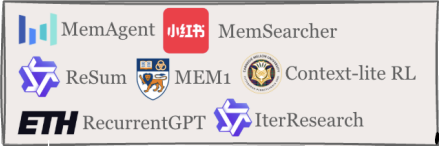 MemAgent 小红书 MemSearcher
ReSum MEM1 Context-lite RL
ETH RecurrentGPT IterResearch